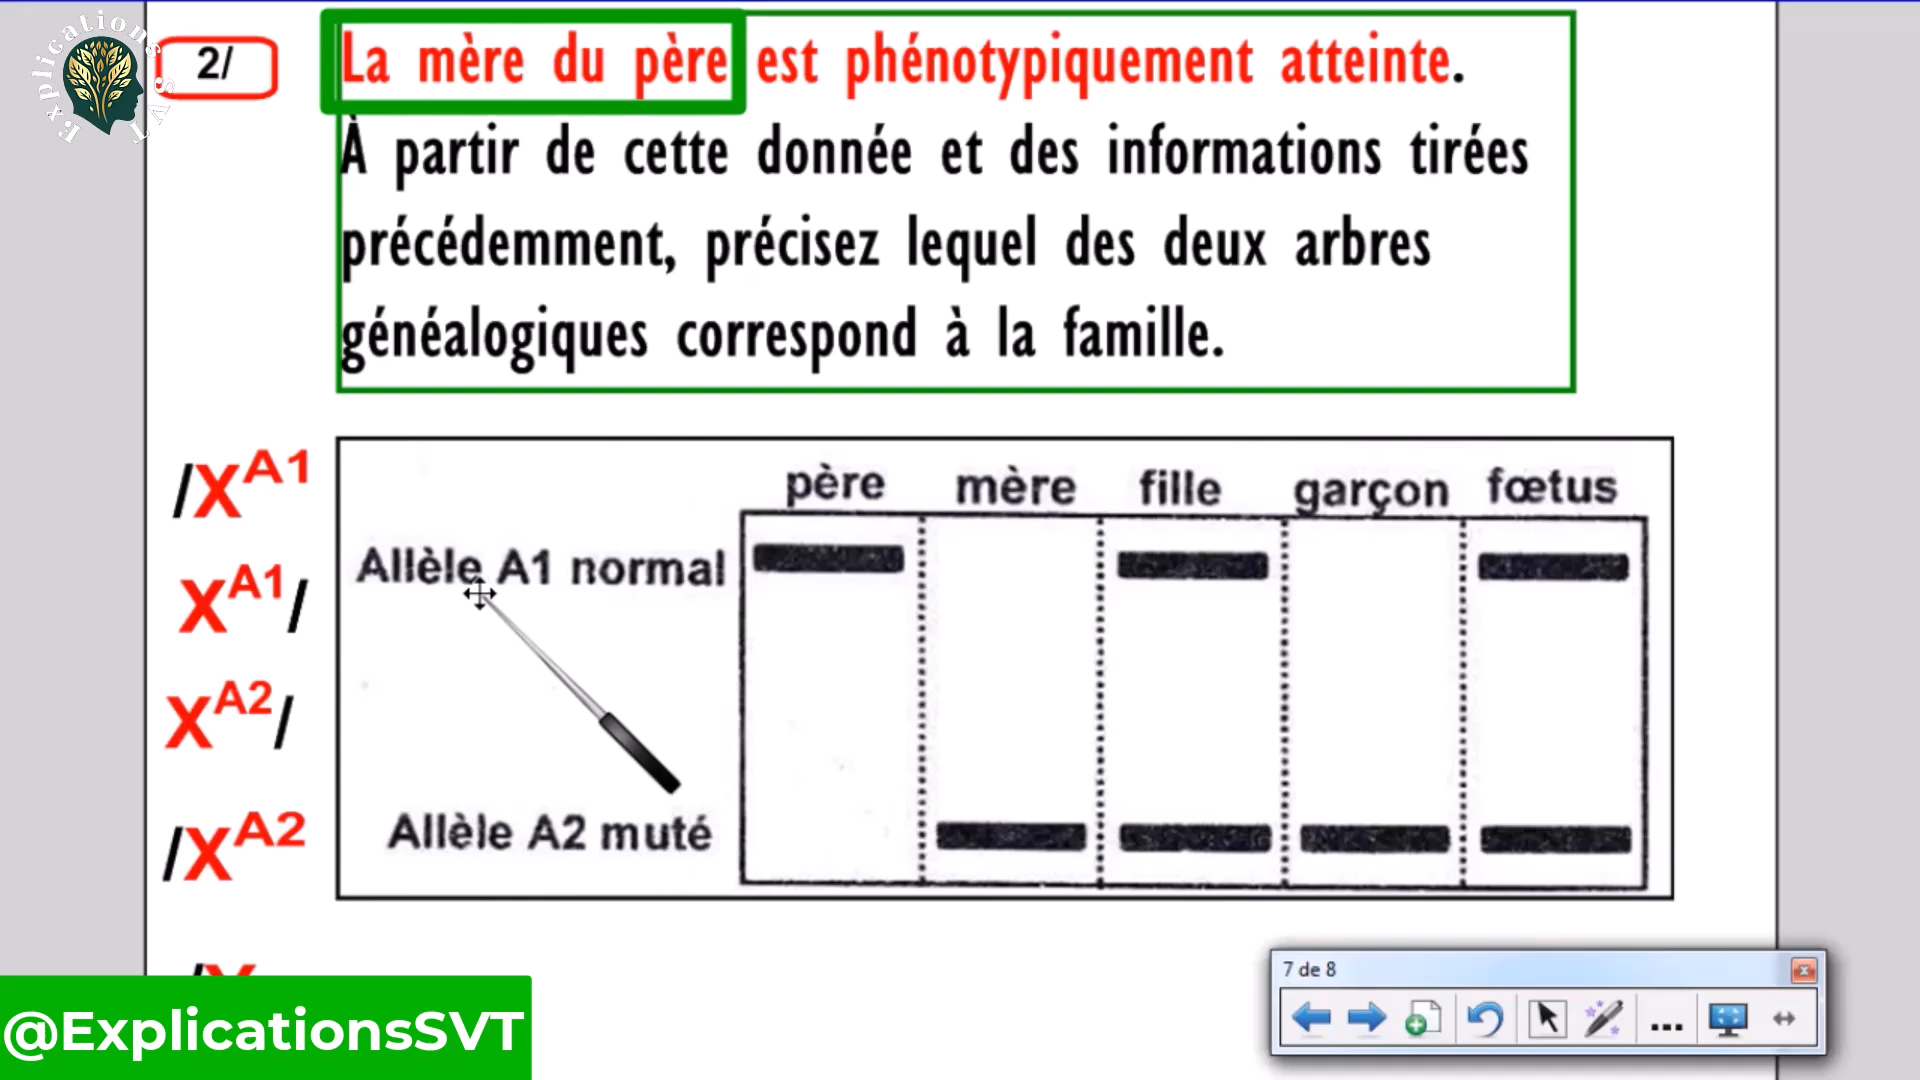 Explications SVT
2/
La mère du père est phénotypiquement atteinte.
À partir de cette donnée et des informations tirées
précédemment, précisez lequel des deux arbres
généalogiques correspond à la famille.
/X^A1
X^A1/
X^A2/
/X^A2
père mère fille garçon fœtus
Allèle A1 normal
Allèle A2 muté
@ExplicationsSVT
7 de 8
...